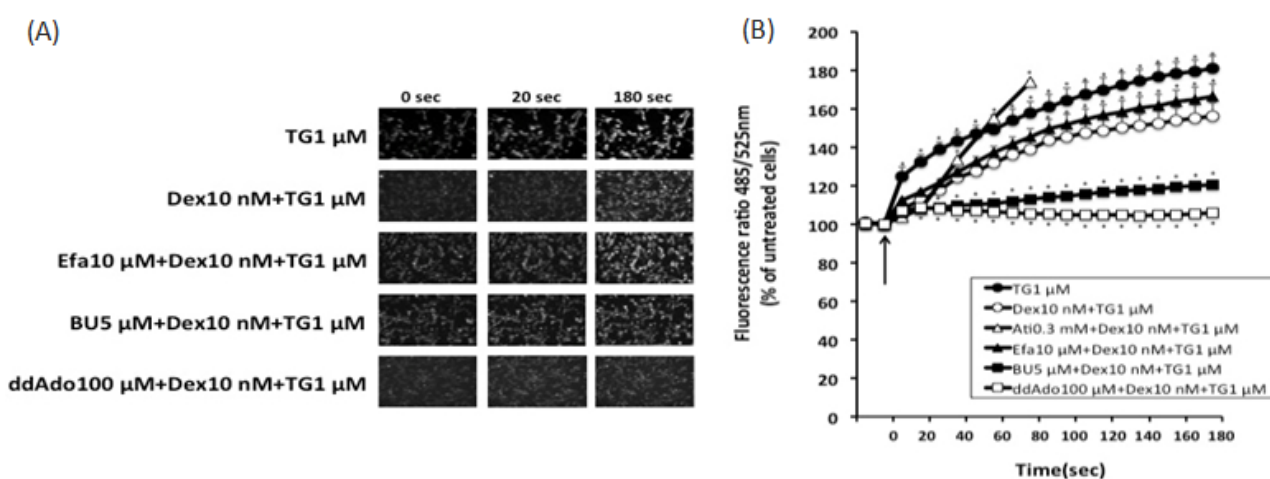 (A)
0 sec 20 sec 180 sec
TG1 μM
Dex10 nM+TG1 μM
Efa10 μM+Dex10 nM+TG1 μM
BU5 μM+Dex10 nM+TG1 μM
ddAdo100 μM+Dex10 nM+TG1 μM
(B)
Fluorescence ratio 485/525nm
(% of untreated cells)
200
180
160
140
120
100
80
60
40
20
0
TG1 μM
Dex10 nM+TG1 μM
Ati0.3 mM+Dex10 nM+TG1 μM
Efa10 μM+Dex10 nM+TG1 μM
BU5 μM+Dex10 nM+TG1 μM
ddAdo100 μM+Dex10 nM+TG1 μM
0 20 40 60 80 100 120 140 160 180
Time(sec)